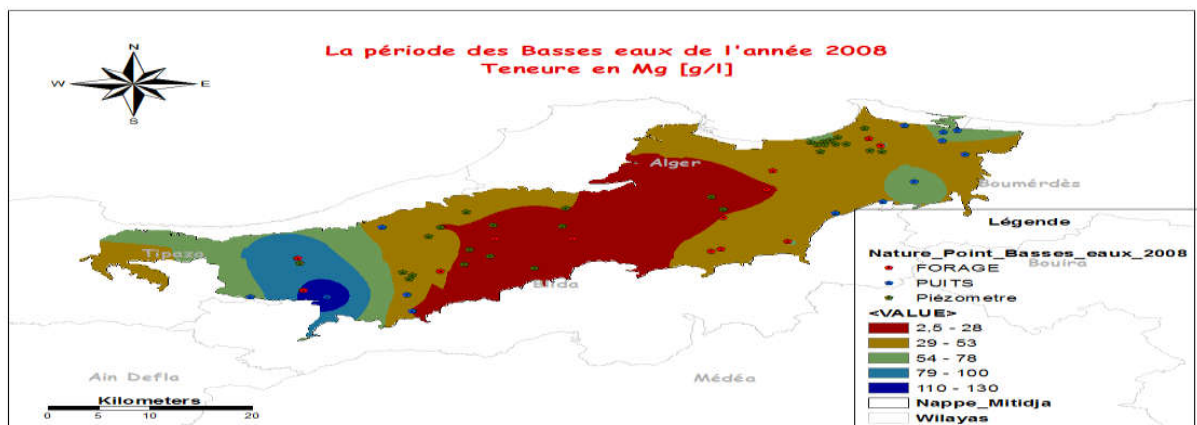 La période des Basses eaux de l'année 2008
Teneure en Mg [g/l]
N
W
E
S
Alger
Boumérdès
Tipaza
Blida
Bouira
Ain Defla
Médéa
Kilometers
0 5 10 20
Légende
Nature_Point_Basses_eaux_2008
FORAGE
PUITS
Piézometre
<VALUE>
2,5 - 28
29 - 53
54 - 78
79 - 100
110 - 130
Nappe_Mitidja
Wilayas